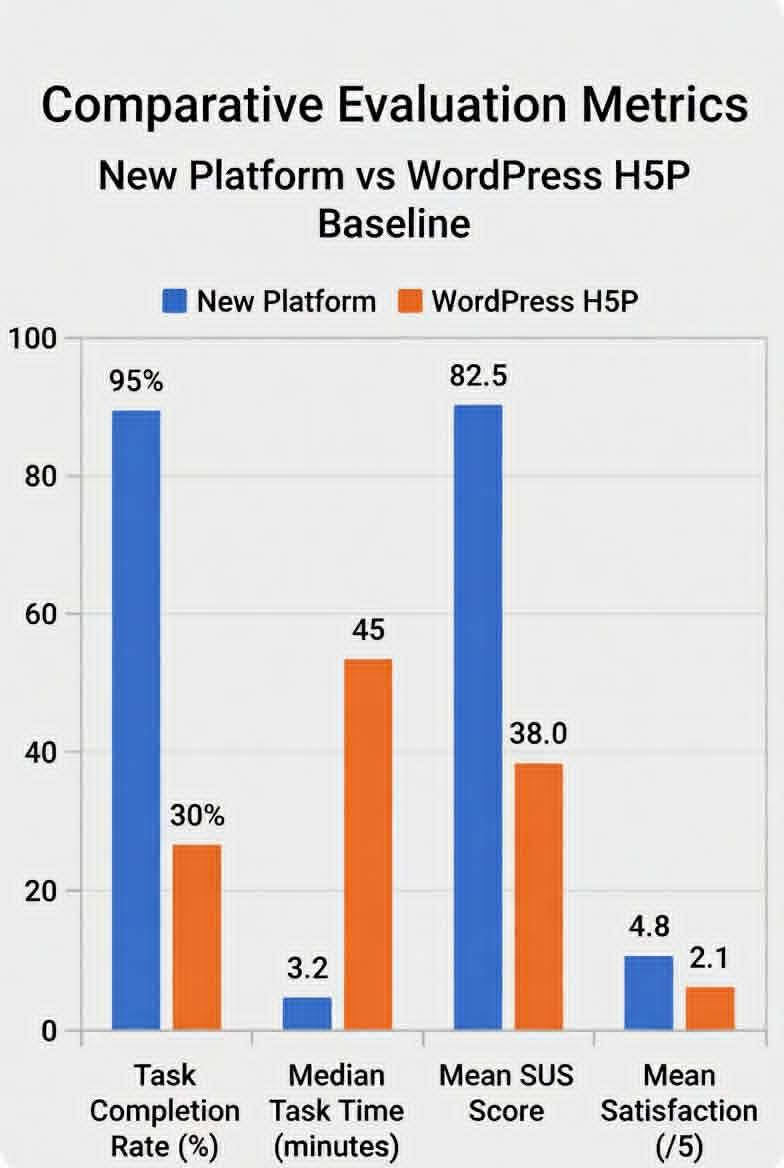 Comparative Evaluation Metrics
New Platform vs WordPress H5P
Baseline
New Platform WordPress H5P
100
80
60
40
20
0
95%
30%
3.2
45
82.5
38.0
4.8
2.1
Task
Completion
Rate (%)
Median
Task Time
(minutes)
Mean SUS
Score
Mean
Satisfaction
(/5)